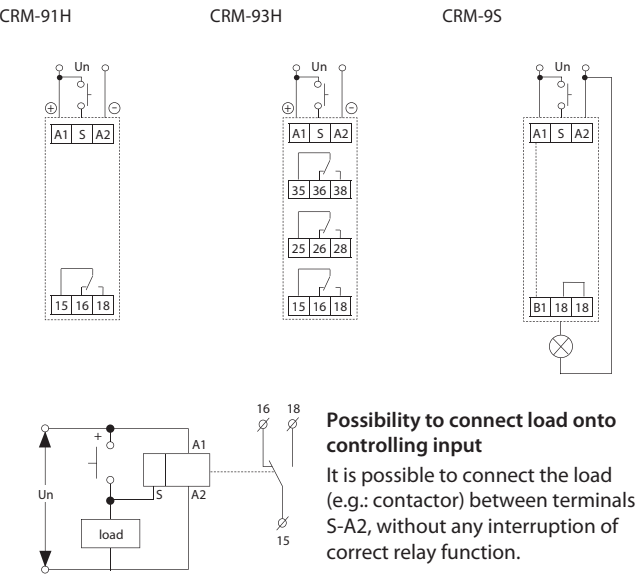 CRM-91H CRM-93H CRM-9S
Un Un Un
+ - + -
A1 S A2 A1 S A2 A1 S A2
35 36 38
25 26 28
15 16 18 15 16 18 B1 18 18
16 18
+ A1
Un S A2
load
15
Possibility to connect load onto
controlling input
It is possible to connect the load
(e.g.: contactor) between terminals
S-A2, without any interruption of
correct relay function.